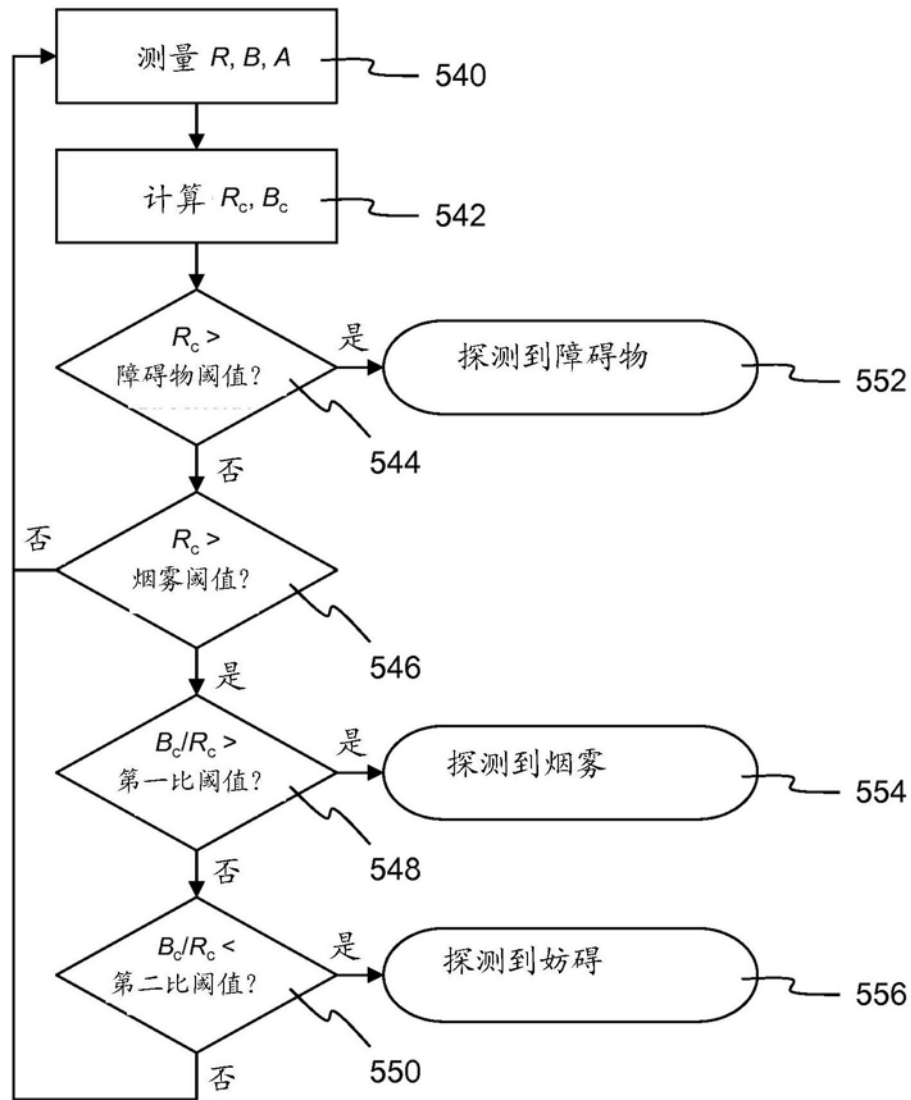 测量 R, B, A
540
计算 Rc, Bc
542
Rc >
障碍物阈值?
是
探测到障碍物
552
544
否
Rc >
烟雾阈值?
否
546
是
Bc/Rc >
第一比阈值?
是
探测到烟雾
554
548
否
Bc/Rc <
第二比阈值?
是
探测到妨碍
556
550
否